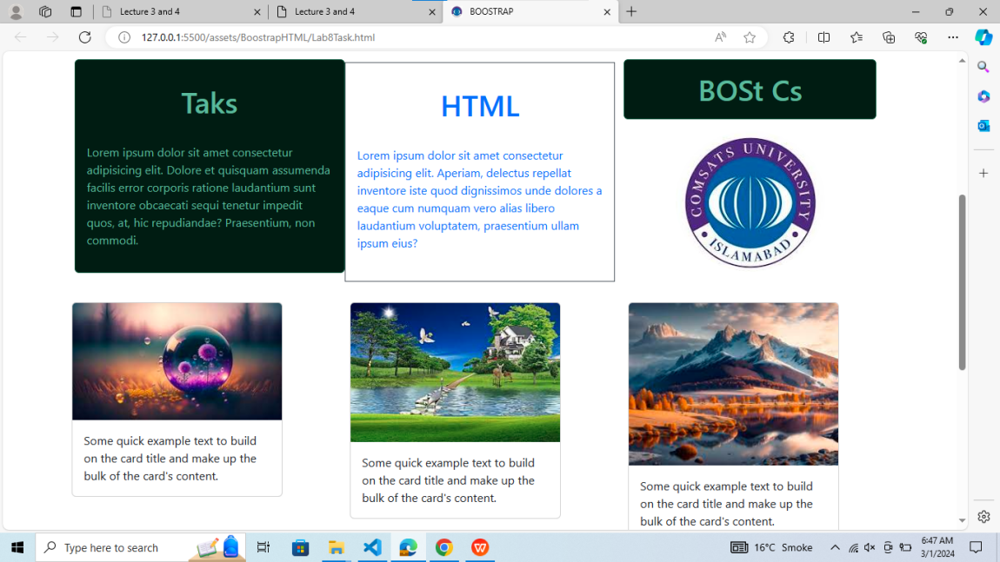 Lecture 3 and 4
Lecture 3 and 4
BOOSTRAP
127.0.0.1:5500/assets/BoostrapHTML/Lab8Task.html
Taks
Lorem ipsum dolor sit amet consectetur
adipisicing elit. Dolore et quisquam assumenda
facilis error corporis ratione laudantium sunt
inventore obcaecati sequi tenetur impedit
quos, at, hic repudiandae? Praesentium, non
commodi.
HTML
Lorem ipsum dolor sit amet consectetur
adipisicing elit. Aperiam, delectus repellat
inventore iste quod dignissimos unde dolores a
eaque cum numquam vero alias libero
laudantium voluptatem, praesentium ullam
ipsum eius?
BOSt Cs
COMSATS UNIVERSITY
ISLAMABAD
Some quick example text to build
on the card title and make up the
bulk of the card's content.
Some quick example text to build
on the card title and make up the
bulk of the card's content.
Some quick example text to build
on the card title and make up the
bulk of the card's content.
Type here to search
16°C Smoke
6:47 AM
3/1/2024